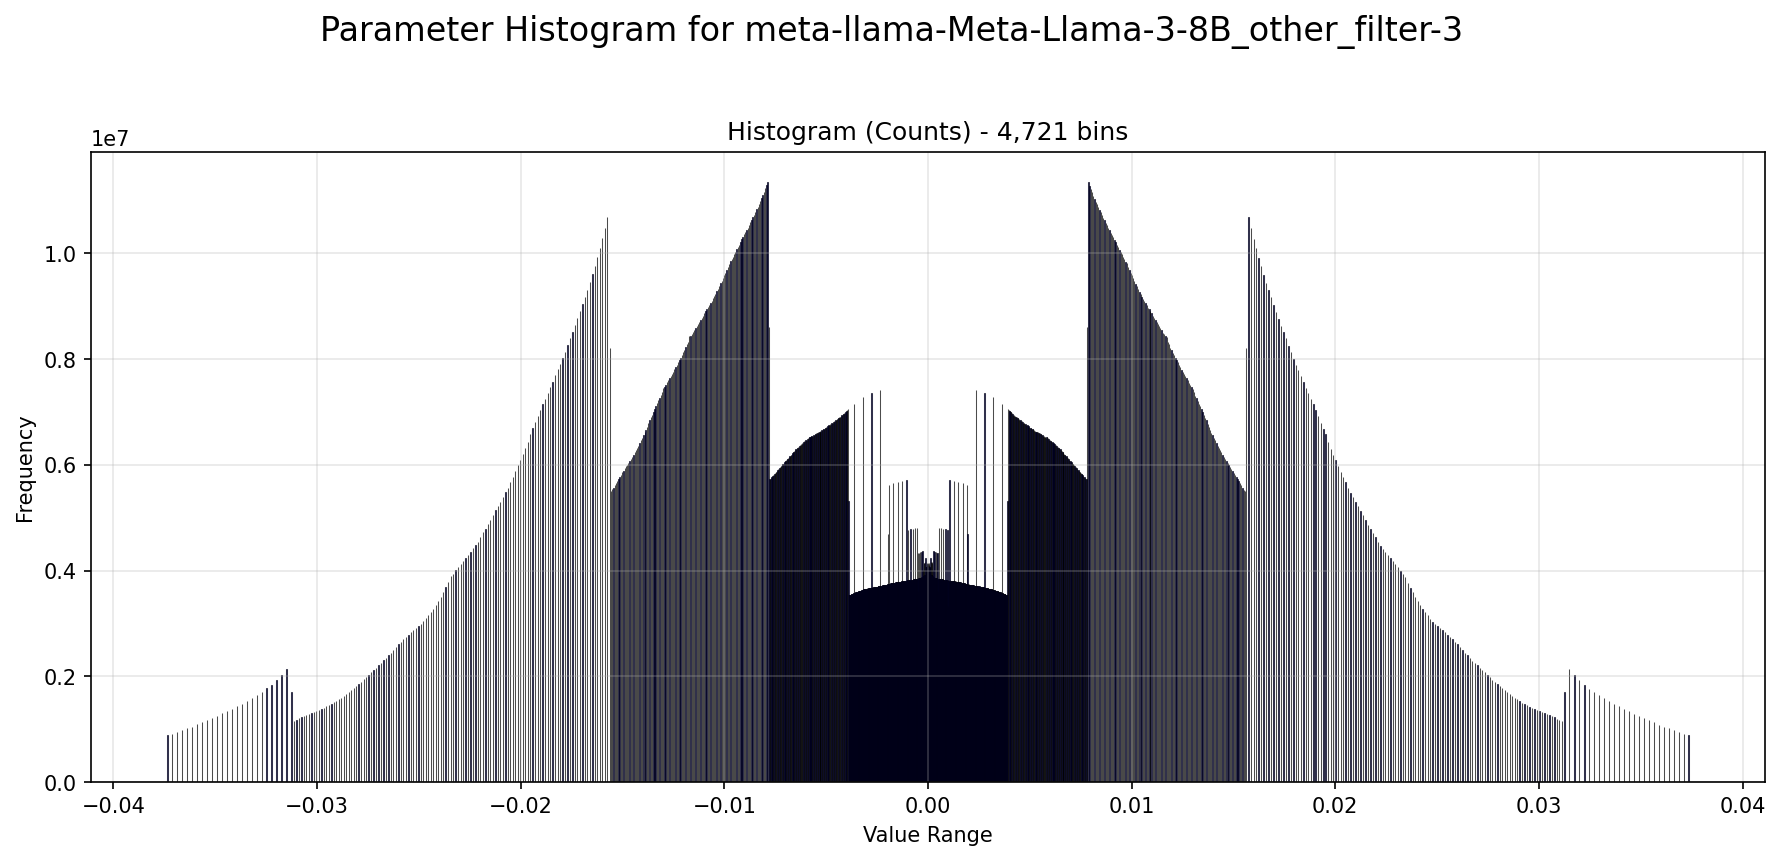 Parameter Histogram for meta-llama-Meta-Llama-3-8B_other_filter-3
Histogram (Counts) - 4,721 bins
1e7
1.0
0.8
0.6
0.4
0.2
0.0
Frequency
−0.04 −0.03 −0.02 −0.01 0.00 0.01 0.02 0.03 0.04
Value Range